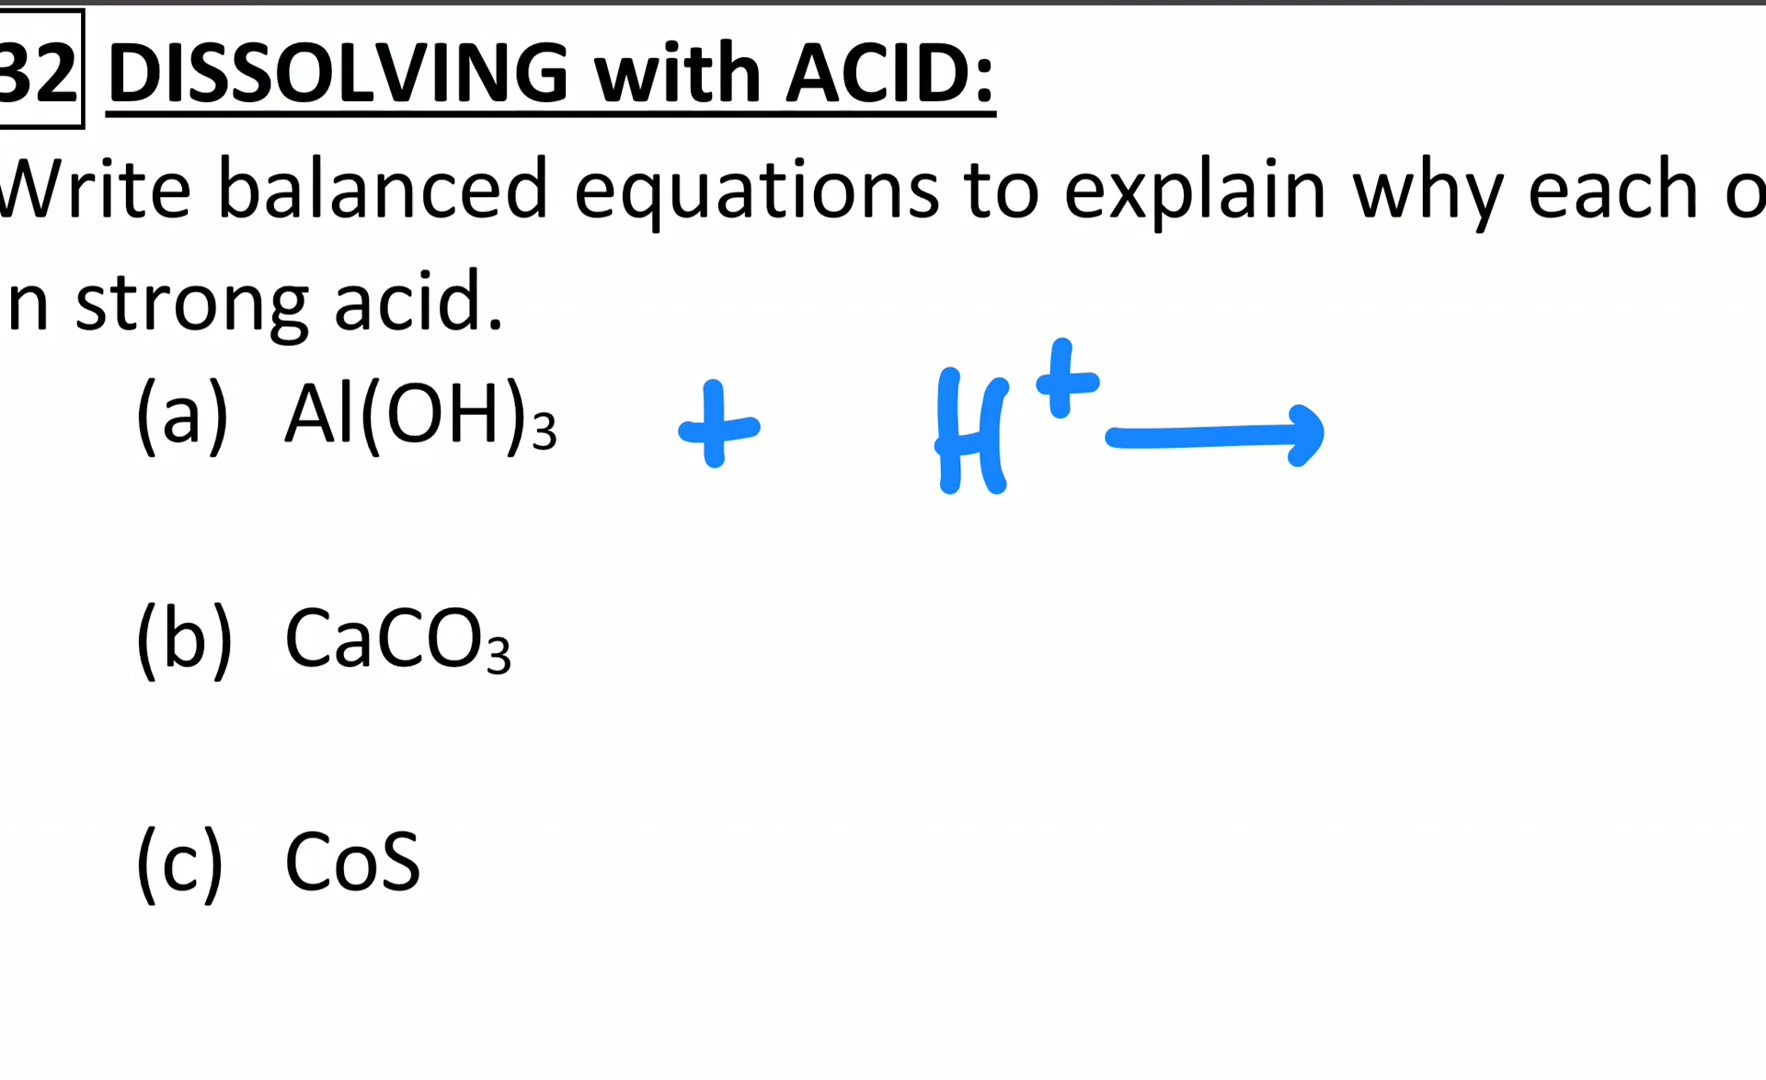 32 DISSOLVING with ACID:
Write balanced equations to explain why each
strong acid.
(a) Al(OH)₃ + H⁺ →
(b) CaCO₃
(c) CoS